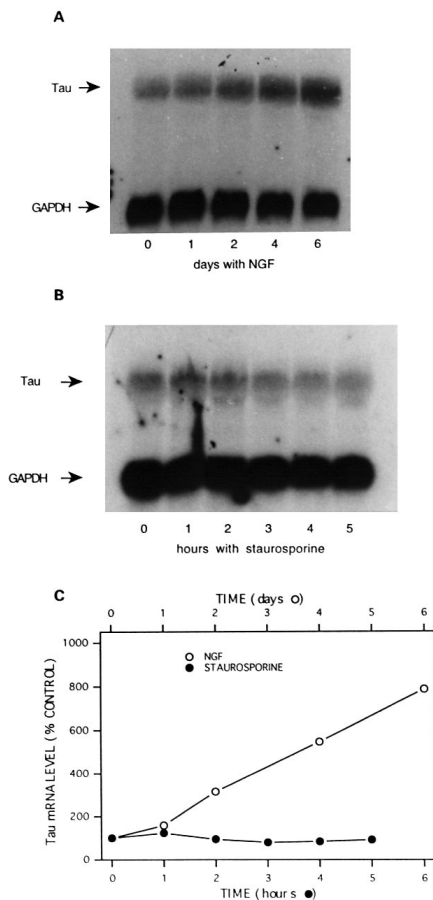 A
Tau
GAPDH
0 1 2 4 6
days with NGF
B
Tau
GAPDH
0 1 2 3 4 5
hours with staurosporine
C
TIME (days O)
0 1 2 3 4 5 6
1000
800
600
400
200
0
Tau mRNA LEVEL (% CONTROL)
NGF
STAUROSPORINE
0 1 2 3 4 5 6
TIME (hours ●)